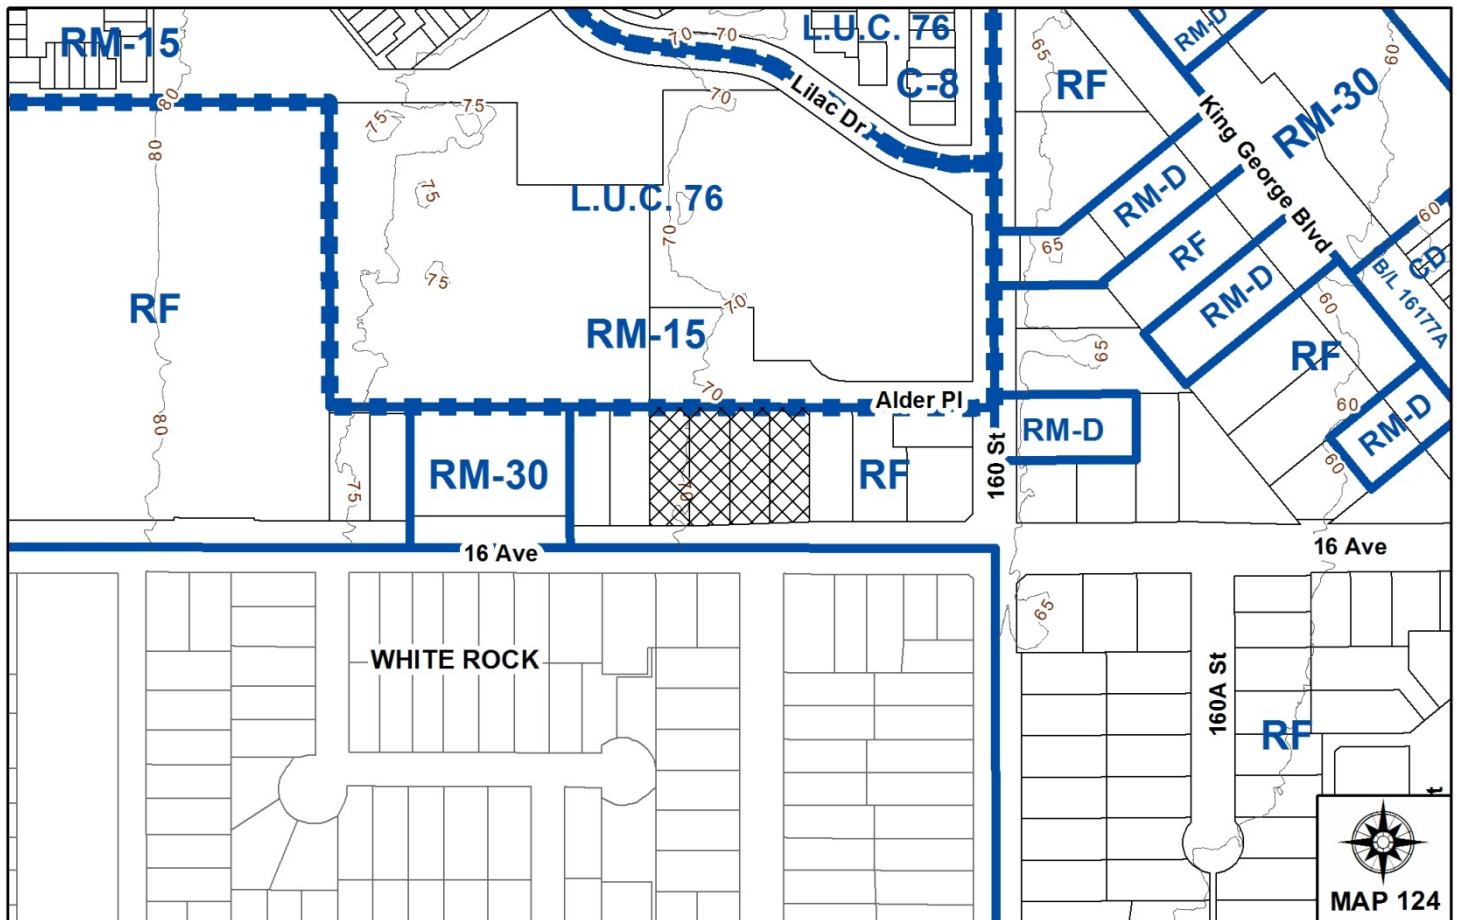 RM-15
70
70
L.U.C. 76
C-8
65
RF
RM-D
60
RM-30
King George Blvd
80
75
75
70
Lilac Dr
80
75
L.U.C. 76
70
75
RM-D
RF
65
RM-D
60
CD
B/L 16177A
RF
RM-15
70
65
60
RF
80
70
Alder Pl
60
RM-D
RM-D
75
RM-30
70
RF
160 St
60
16 Ave
16 Ave
65
WHITE ROCK
160A St
RF
t
MAP 124